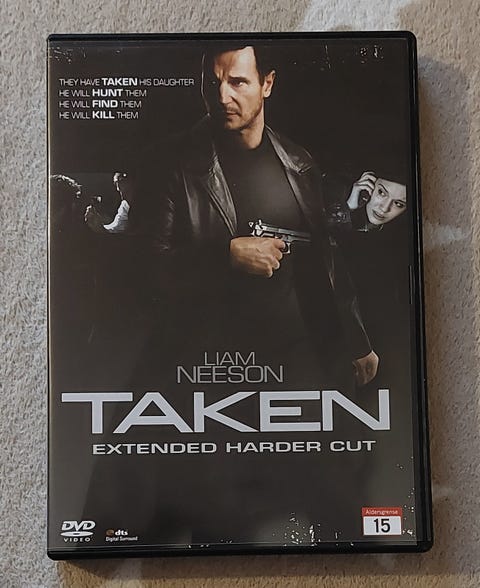 THEY HAVE TAKEN HIS DAUGHTER
HE WILL HUNT THEM
HE WILL FIND THEM
HE WILL KILL THEM
LIAM
NEESON
TAKEN
EXTENDED HARDER CUT
DVD
VIDEO
dts
Digital Surround
Aldersgrense
15